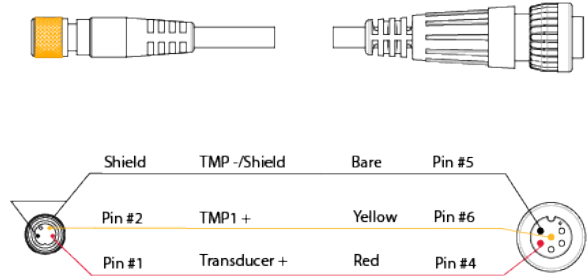 Shield TMP -/Shield Bare Pin #5
Pin #2 TMP1 + Yellow Pin #6
Pin #1 Transducer + Red Pin #4